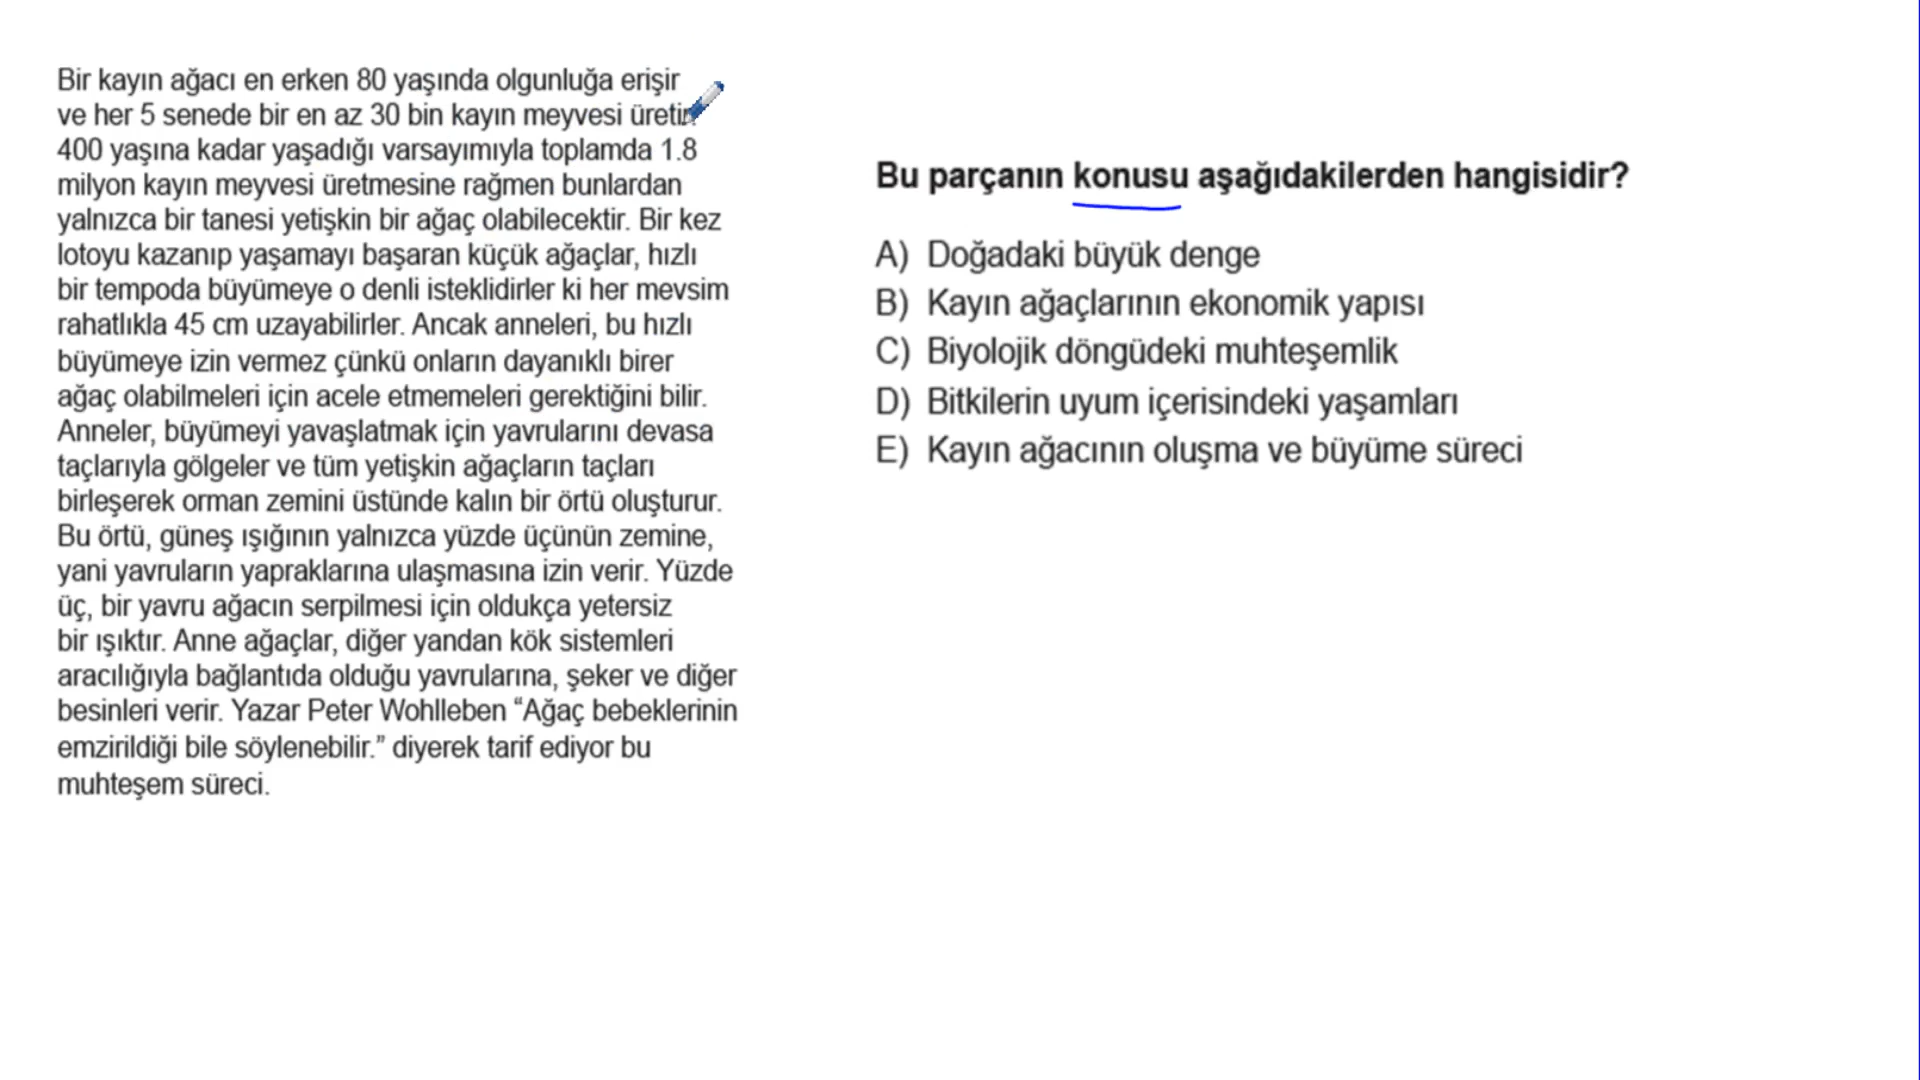 Bir kayın ağacı en erken 80 yaşında olgunluğa erişir
ve her 5 senede bir en az 30 bin kayın meyvesi üretir.
400 yaşına kadar yaşadığı varsayımıyla toplamda 1.8
milyon kayın meyvesi üretmesine rağmen bunlardan
yalnızca bir tanesi yetişkin bir ağaç olabilecektir. Bir kez
lotoyu kazanıp yaşamayı başaran küçük ağaçlar, hızlı
bir tempoda büyümeye o denli isteklidirler ki her mevsim
rahatlıkla 45 cm uzayabilirler. Ancak anneleri, bu hızlı
büyümeye izin vermez çünkü onların dayanıklı birer
ağaç olabilmeleri için acele etmemeleri gerektiğini bilir.
Anneler, büyümeyi yavaşlatmak için yavrularını devasa
taçlarıyla gölgeler ve tüm yetişkin ağaçların taçları
birleşerek orman zemini üstünde kalın bir örtü oluşturur.
Bu örtü, güneş ışığının yalnızca yüzde üçünün zemine,
yani yavruların yapraklarına ulaşmasına izin verir. Yüzde
üç, bir yavru ağacın serpilmesi için oldukça yetersiz
bir ışıktır. Anne ağaçlar, diğer yandan kök sistemleri
aracılığıyla bağlantıda olduğu yavrularına, şeker ve diğer
besinleri verir. Yazar Peter Wohlleben “Ağaç bebeklerinin
emzirildiği bile söylenebilir.” diyerek tarif ediyor bu
muhteşem süreci.
Bu parçanın konusu aşağıdakilerden hangisidir?
A) Doğadaki büyük denge
B) Kayın ağaçlarının ekonomik yapısı
C) Biyolojik döngüdeki muhteşemlik
D) Bitkilerin uyum içerisindeki yaşamları
E) Kayın ağacının oluşma ve büyüme süreci